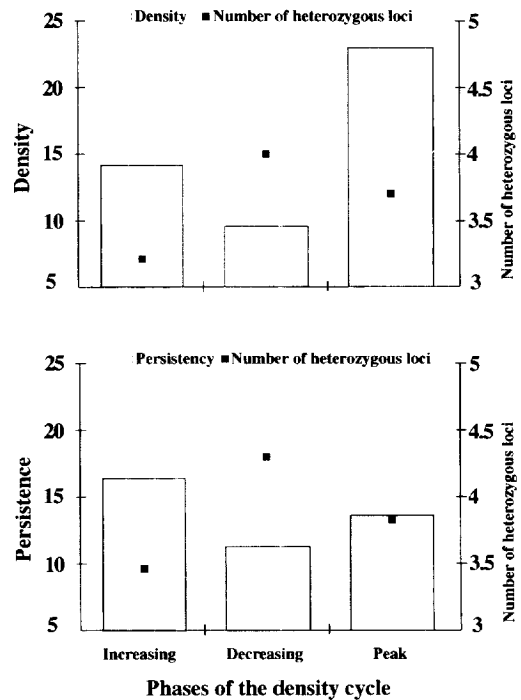 Density ■ Number of heterozygous loci
25
20
15
10
5
Density
5
4.5
4
3.5
3
Number of heterozygous loci
Persistency ■ Number of heterozygous loci
25
20
15
10
5
Persistence
5
4.5
4
3.5
3
Number of heterozygous loci
Increasing Decreasing Peak
Phases of the density cycle